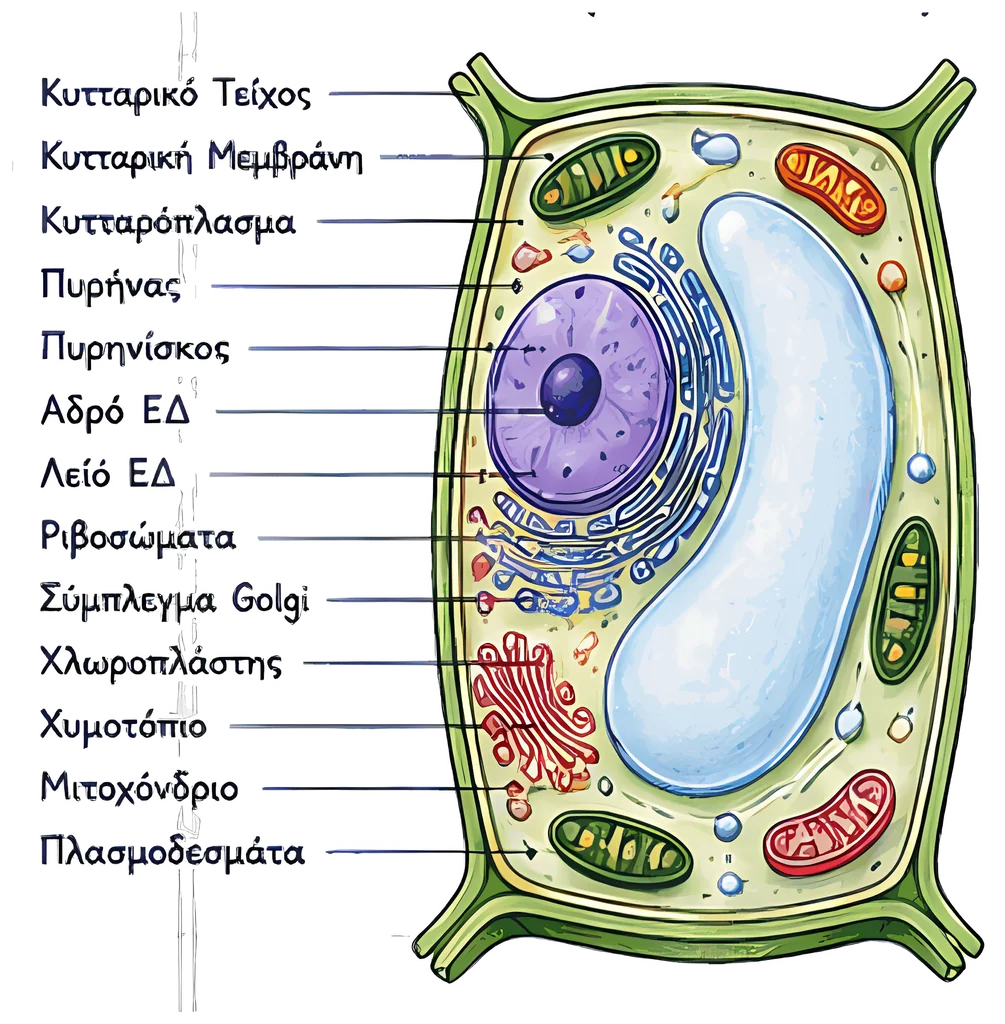 Κυτταρικό Τείχος
Κυτταρική Μεμβράνη
Κυτταρόπλασμα
Πυρήνας
Πυρηνίσκος
Αδρό ΕΔ
Λείό ΕΔ
Ριβοσώματα
Σύμπλεγμα Golgi
Χλωροπλάστης
Χυμοτόπιο
Μιτοχόνδριο
Πλασμοδεσμάτα